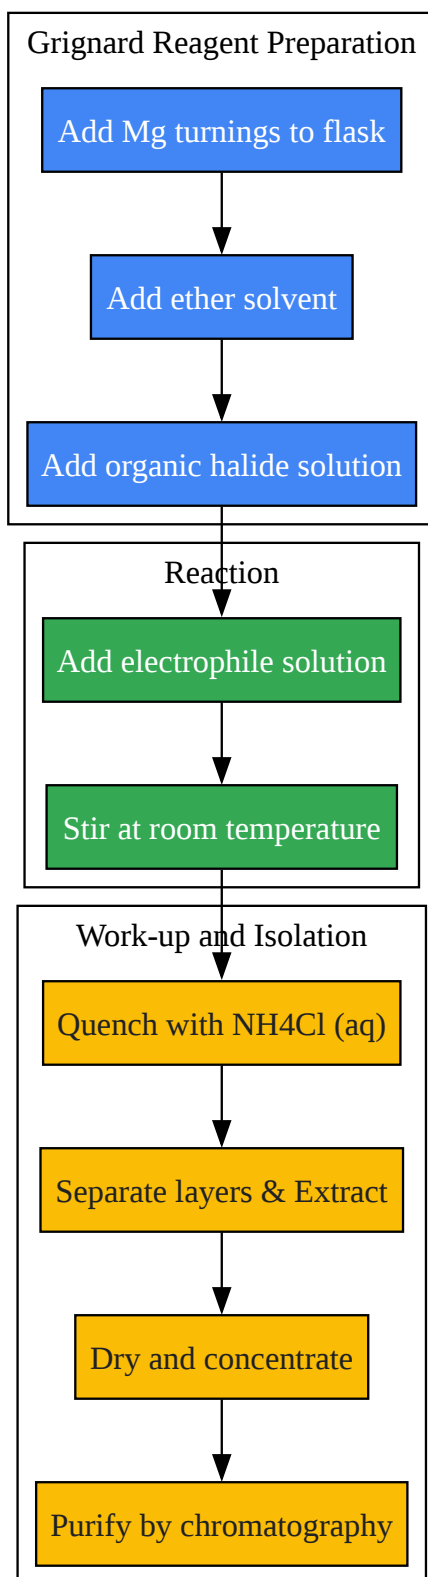 Grignard Reagent Preparation
Add Mg turnings to flask
Add ether solvent
Add organic halide solution
Reaction
Add electrophile solution
Stir at room temperature
Work-up and Isolation
Quench with NH4Cl (aq)
Separate layers & Extract
Dry and concentrate
Purify by chromatography